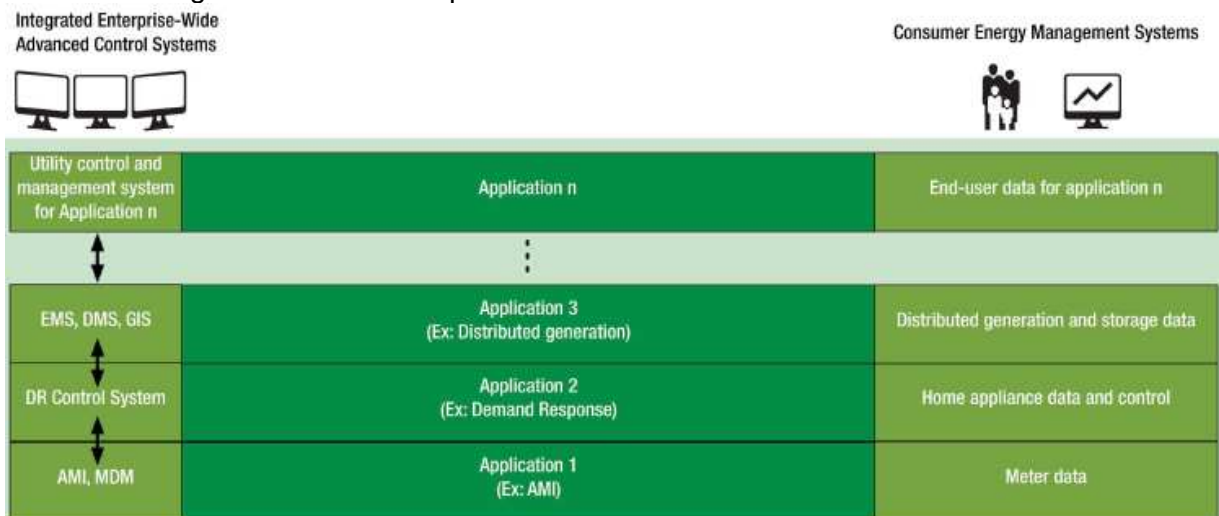 Integrated Enterprise-Wide
Advanced Control Systems
Consumer Energy Management Systems
Utility control and
management system
for Application n
Application n
End-user data for application n
EMS, DMS, GIS
Application 3
(Ex: Distributed generation)
Distributed generation and storage data
DR Control System
Application 2
(Ex: Demand Response)
Home appliance data and control
AMI, MDM
Application 1
(Ex: AMI)
Meter data